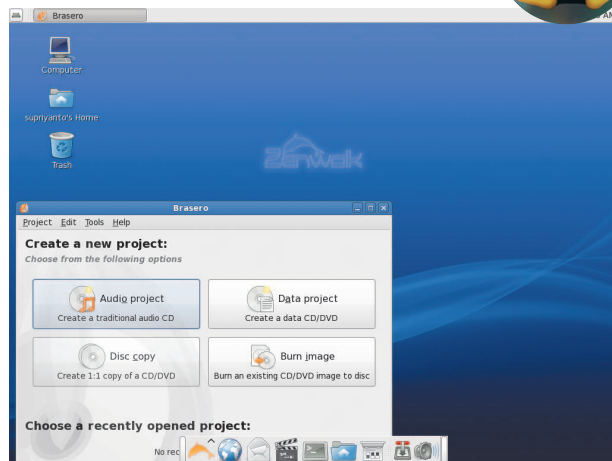 Brasero
Computer
supriyanto's Home
Trash
Zenwalk
Brasero
Project Edit Tools Help
Create a new project:
Choose from the following options
Audio project
Create a traditional audio CD
Data project
Create a data CD/DVD
Disc copy
Create 1:1 copy of a CD/DVD
Burn image
Burn an existing CD/DVD image to disc
Choose a recently opened project:
No